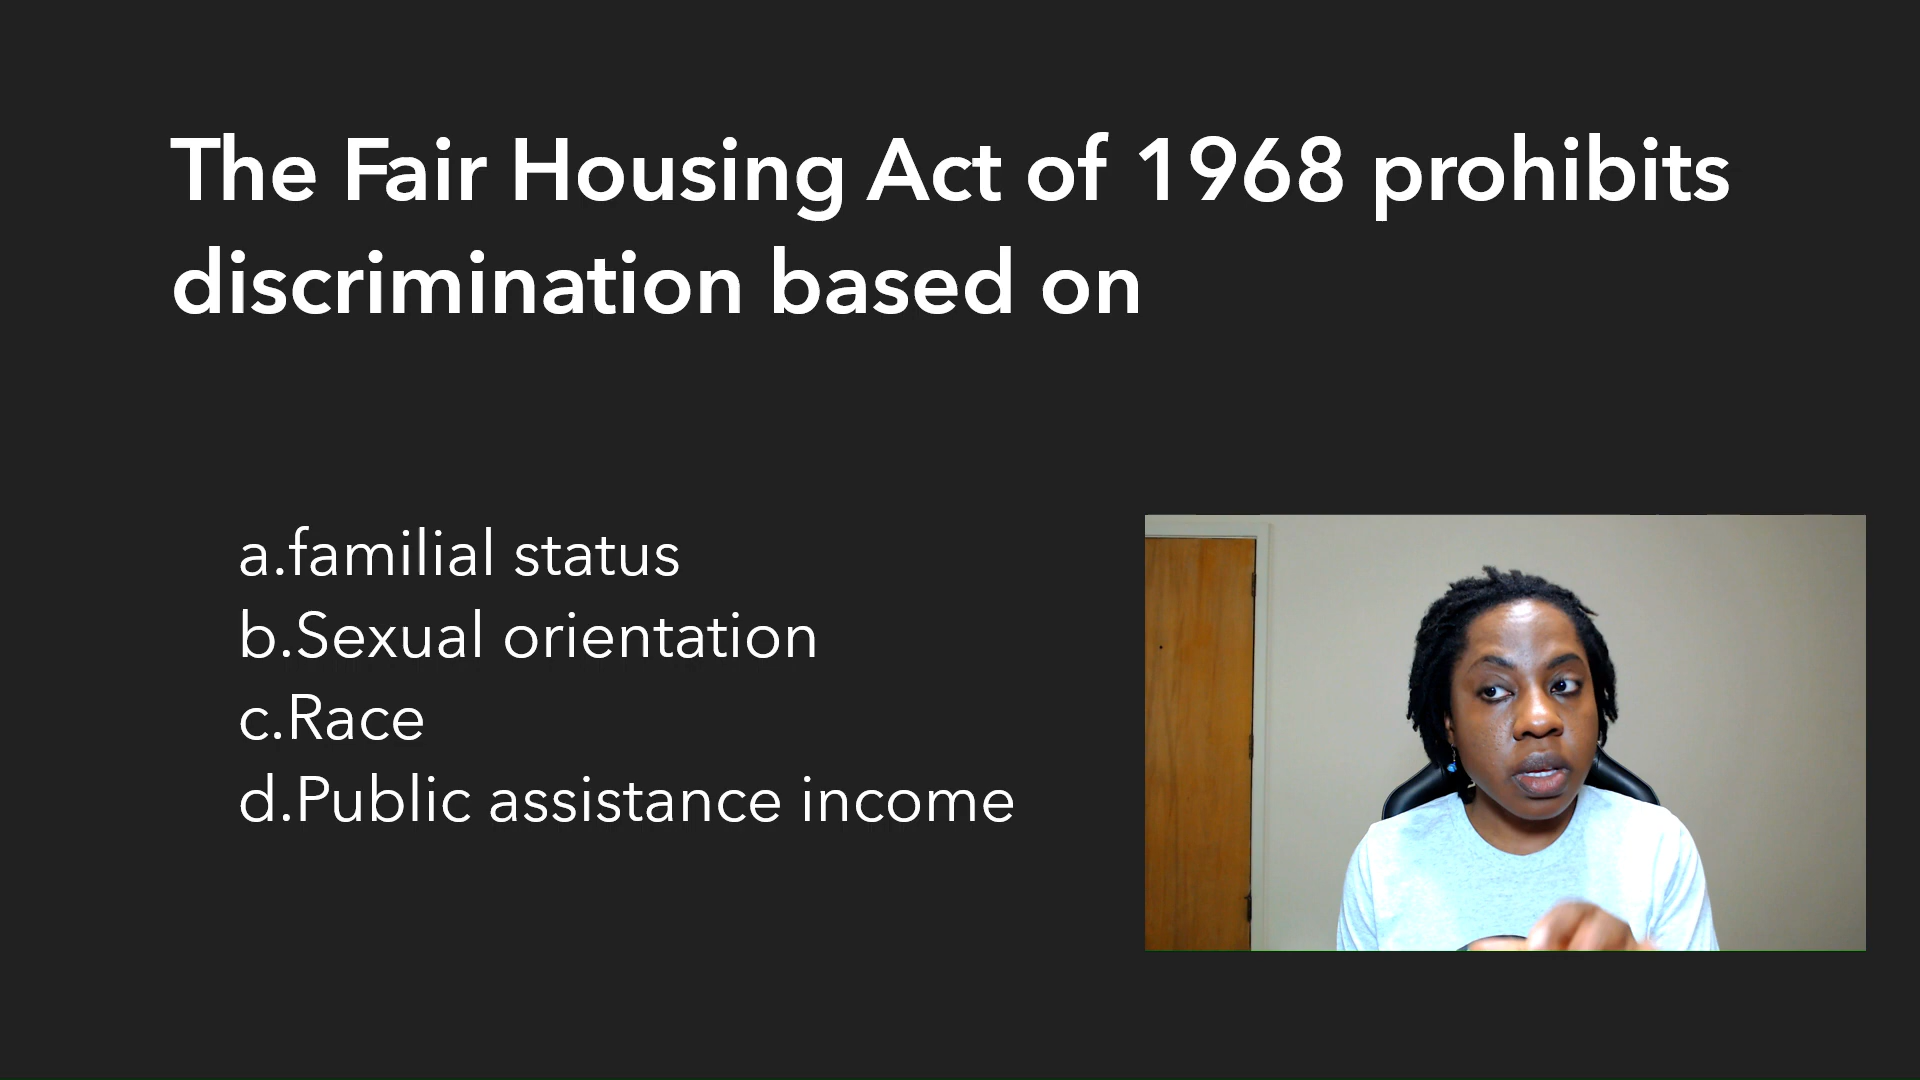 The Fair Housing Act of 1968 prohibits
discrimination based on
a.familial status
b.Sexual orientation
c.Race
d.Public assistance income